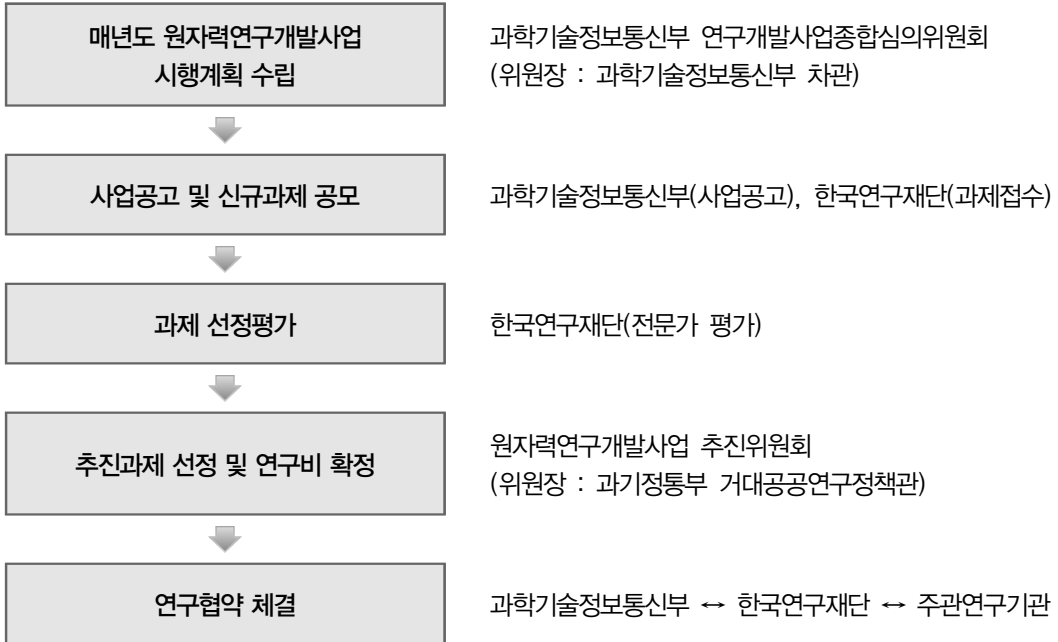 매년도 원자력연구개발사업
시행계획 수립
과학기술정보통신부 연구개발사업종합심의위원회
(위원장 : 과학기술정보통신부 차관)
사업공고 및 신규과제 공모
과학기술정보통신부(사업공고), 한국연구재단(과제접수)
과제 선정평가
한국연구재단(전문가 평가)
추진과제 선정 및 연구비 확정
원자력연구개발사업 추진위원회
(위원장 : 과기정통부 거대공공연구정책관)
연구협약 체결
과학기술정보통신부 ↔ 한국연구재단 ↔ 주관연구기관